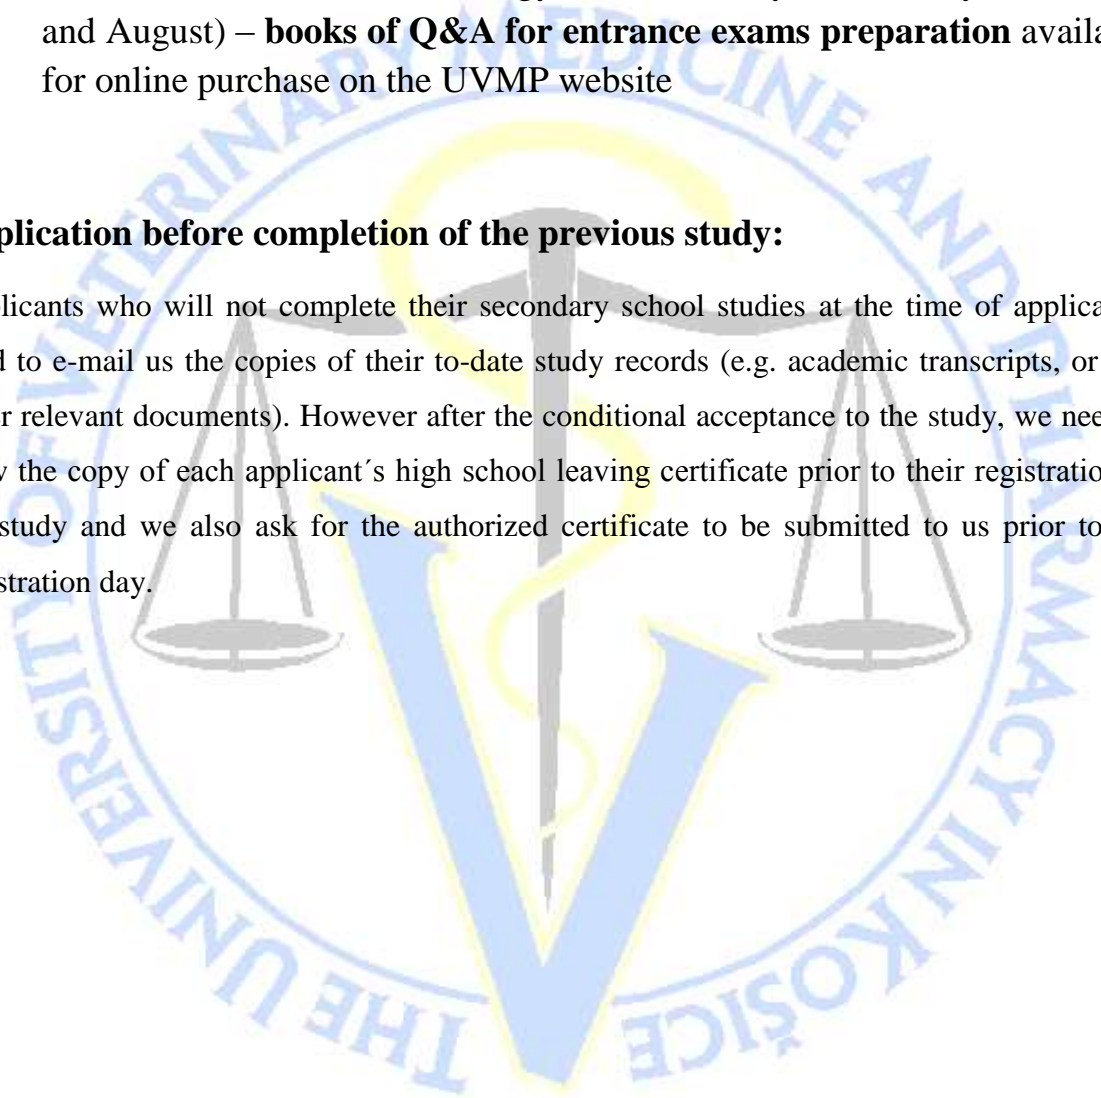 and August) – books of Q&A for entrance exams preparation availa
for online purchase on the UVMP website
plication before completion of the previous study:
licants who will not complete their secondary school studies at the time of applica
d to e-mail us the copies of their to-date study records (e.g. academic transcripts, or
r relevant documents). However after the conditional acceptance to the study, we nee
the copy of each applicant´s high school leaving certificate prior to their registratio
study and we also ask for the authorized certificate to be submitted to us prior to
stration day.
THE UNIVERSITY OF VETERINARY MEDICINE AND PHARMACY IN KOŠICE